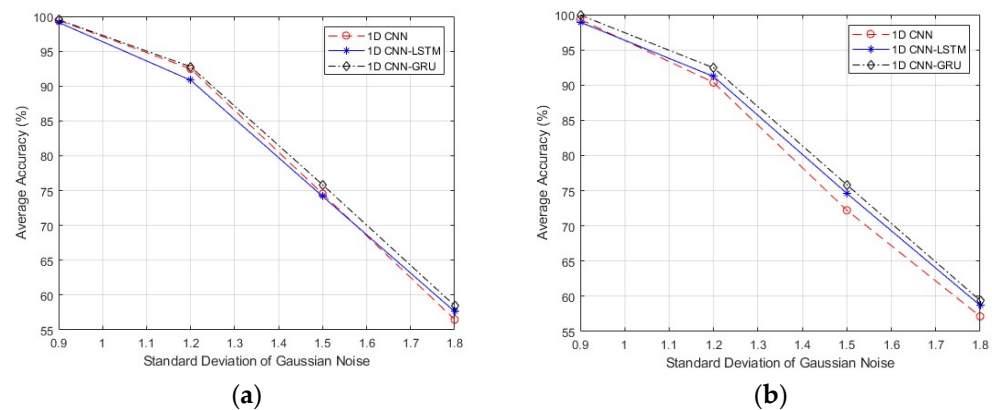 100
95
90
85
80
75
70
65
60
55
Average Accuracy (%)
1D CNN
1D CNN-LSTM
1D CNN-GRU
0.9 1 1.1 1.2 1.3 1.4 1.5 1.6 1.7 1.8
Standard Deviation of Gaussian Noise
(a)
100
95
90
85
80
75
70
65
60
55
Average Accuracy (%)
1D CNN
1D CNN-LSTM
1D CNN-GRU
0.9 1 1.1 1.2 1.3 1.4 1.5 1.6 1.7 1.8
Standard Deviation of Gaussian Noise
(b)